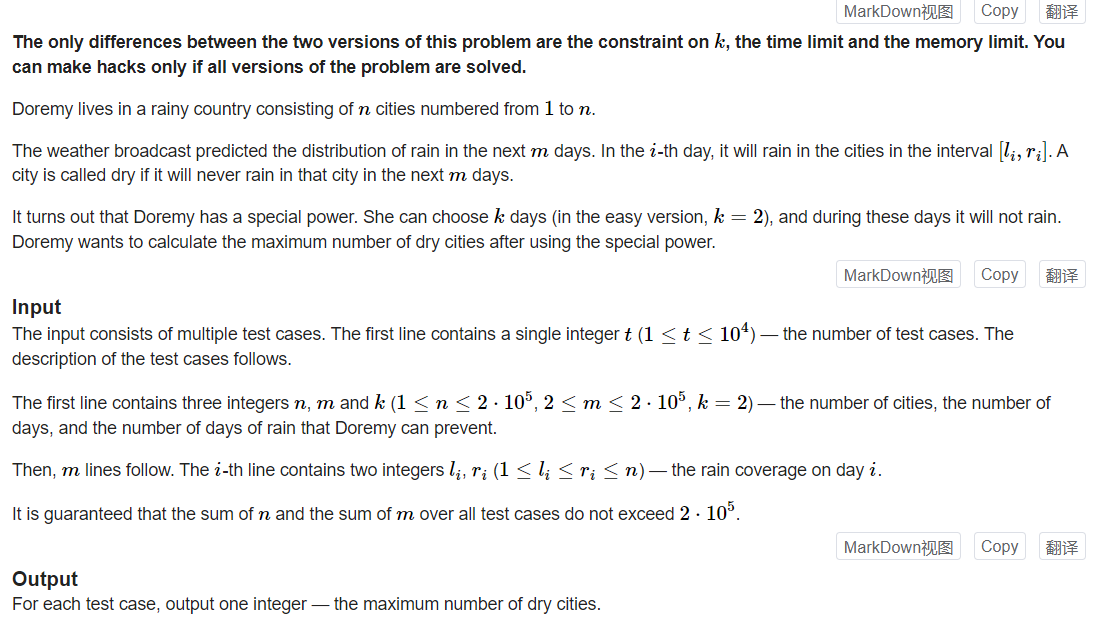 MarkDown视图 Copy 翻译
The only differences between the two versions of this problem are the constraint on k, the time limit and the memory limit. You
can make hacks only if all versions of the problem are solved.
Doremy lives in a rainy country consisting of n cities numbered from 1 to n.
The weather broadcast predicted the distribution of rain in the next m days. In the i-th day, it will rain in the cities in the interval [l_i, r_i]. A
city is called dry if it will never rain in that city in the next m days.
It turns out that Doremy has a special power. She can choose k days (in the easy version, k = 2), and during these days it will not rain.
Doremy wants to calculate the maximum number of dry cities after using the special power.
MarkDown视图 Copy 翻译
Input
The input consists of multiple test cases. The first line contains a single integer t (1 ≤ t ≤ 10^4) — the number of test cases. The
description of the test cases follows.
The first line contains three integers n, m and k (1 ≤ n ≤ 2 · 10^5, 2 ≤ m ≤ 2 · 10^5, k = 2) — the number of cities, the number of
days, and the number of days of rain that Doremy can prevent.
Then, m lines follow. The i-th line contains two integers l_i, r_i (1 ≤ l_i ≤ r_i ≤ n) — the rain coverage on day i.
It is guaranteed that the sum of n and the sum of m over all test cases do not exceed 2 · 10^5.
MarkDown视图 Copy 翻译
Output
For each test case, output one integer — the maximum number of dry cities.